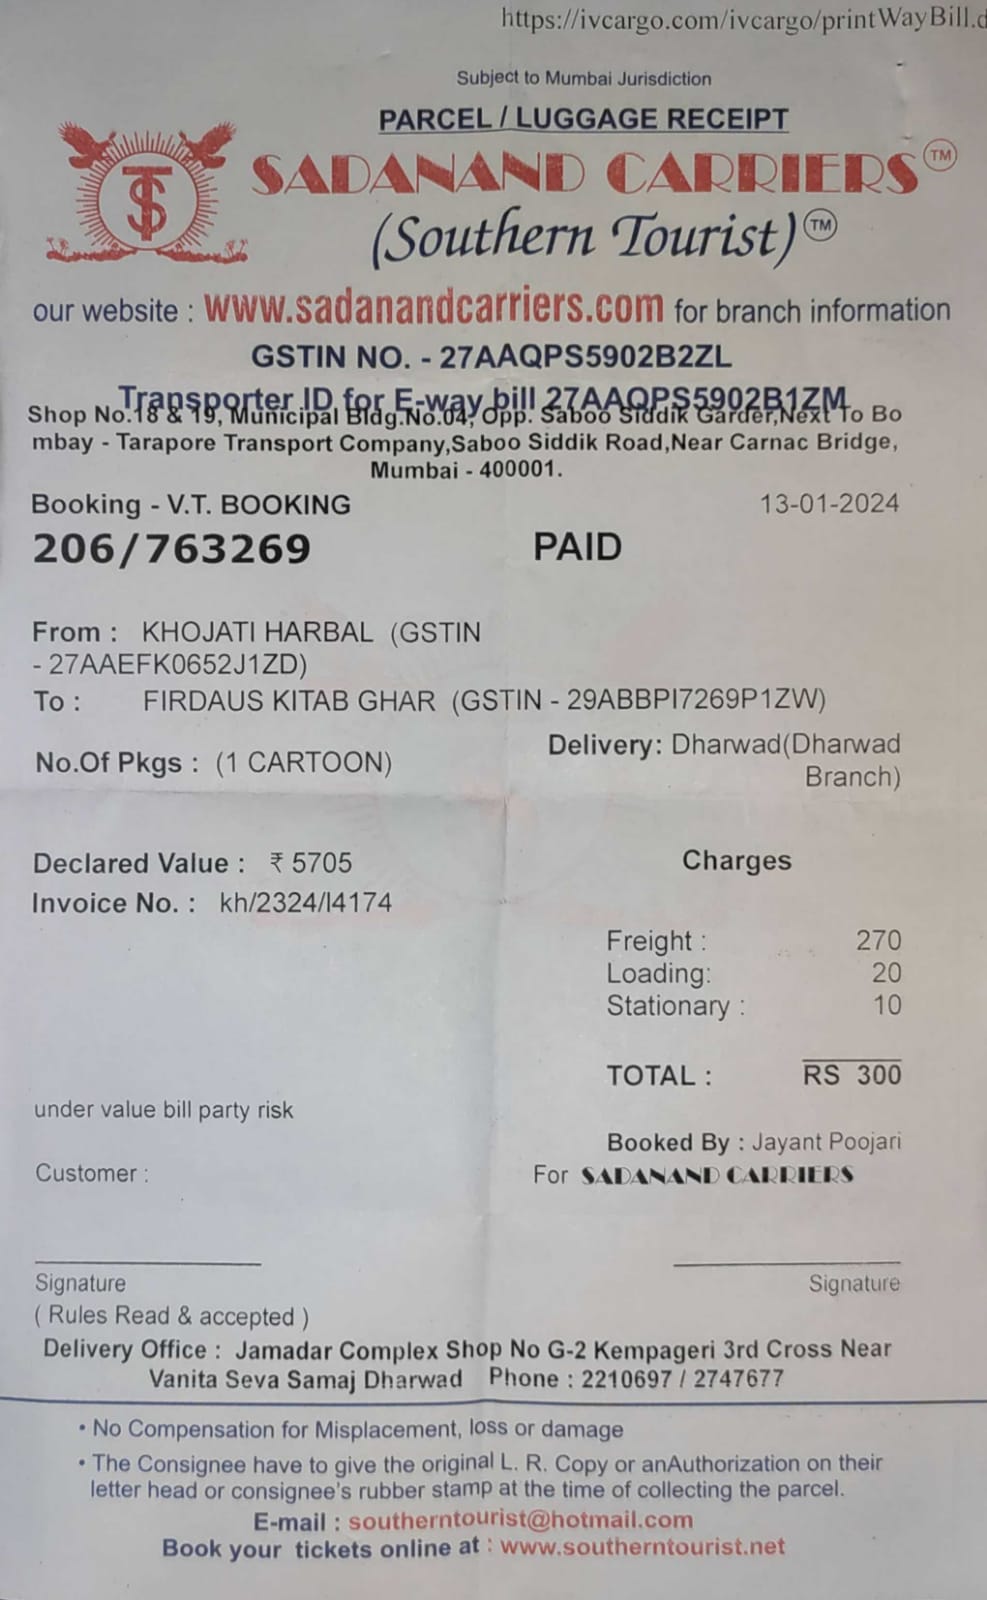 https://ivcargo.com/ivcargo/printWayBill.d
Subject to Mumbai Jurisdiction
PARCEL / LUGGAGE RECEIPT
SADANAND CARRIERS TM
(Southern Tourist) TM
our website : www.sadanandcarriers.com for branch information
GSTIN NO. - 27AAQPS5902B2ZL
Transporter ID for E-way bill 27AAQPS5902B1ZM
Shop No.18 & 19, Municipal Bldg.No.04, Opp. Saboo Siddik Garder,Next To Bo
mbay - Tarapore Transport Company,Saboo Siddik Road,Near Carnac Bridge,
Mumbai - 400001.
Booking - V.T. BOOKING 13-01-2024
206/763269 PAID
From : KHOJATI HARBAL (GSTIN
- 27AAEFK0652J1ZD)
To : FIRDAUS KITAB GHAR (GSTIN - 29ABBPI7269P1ZW)
No.Of Pkgs : (1 CARTOON) Delivery: Dharwad(Dharwad
Branch)
Declared Value : ₹ 5705 Charges
Invoice No. : kh/2324/I4174
Freight : 270
Loading: 20
Stationary : 10
TOTAL : RS 300
under value bill party risk
Booked By : Jayant Poojari
Customer : For SADANAND CARRIERS
Signature Signature
( Rules Read & accepted )
Delivery Office : Jamadar Complex Shop No G-2 Kempageri 3rd Cross Near
Vanita Seva Samaj Dharwad Phone : 2210697 / 2747677
• No Compensation for Misplacement, loss or damage
• The Consignee have to give the original L. R. Copy or anAuthorization on their
letter head or consignee's rubber stamp at the time of collecting the parcel.
E-mail : southerntourist@hotmail.com
Book your tickets online at : www.southerntourist.net